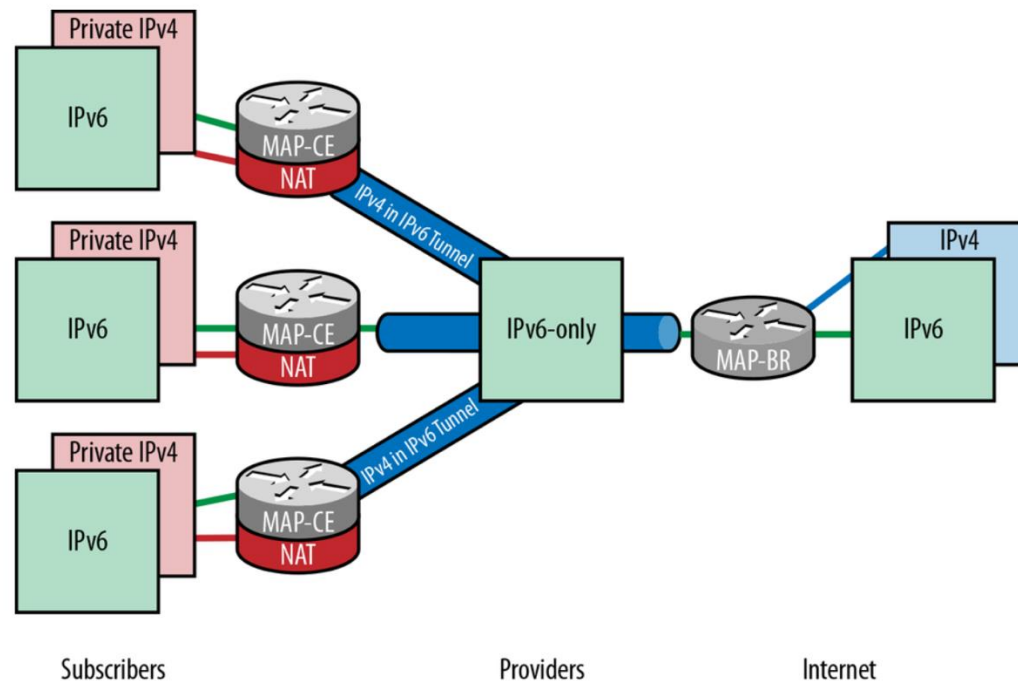 Private IPv4
IPv6
MAP-CE
NAT
IPv4 in IPv6 Tunnel
Private IPv4
IPv6
MAP-CE
NAT
IPv6-only
MAP-BR
IPv4
IPv6
Private IPv4
IPv6
MAP-CE
NAT
IPv4 in IPv6 Tunnel
Subscribers
Providers
Internet